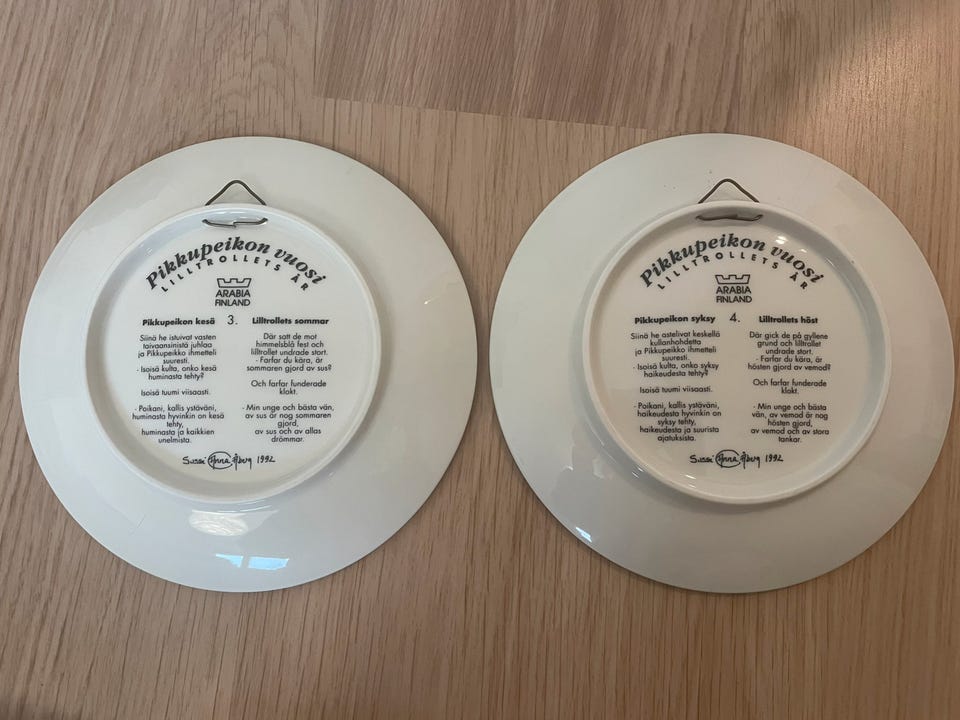 Pikkupeikon vuosi
LILLTROLLETS ÅR
ARABIA
FINLAND
Pikkupeikon kesä
3.
Lilltrollets sommar
Siinä he istuivat vasten
taivaansinistä juhlaa
ja Pikkupeikko ihmetteli
suuresti.
- Isoisä kulta, onko kesä
huminasta tehty?
Isoisä tuumi viisaasti.
- Poikani, kallis ystäväni,
huminasta hyvinkin on kesä
tehty,
huminasta ja kaikkien
unelmista.
Där satt de mot
himmelsblå fest och
lilltrollet undrade stort.
- Farfar du kära, är
sommaren gjord av sus?
Och farfar funderade
klokt.
- Min unge och bästa vän,
av sus är nog sommaren
gjord,
av sus och av allas
drömmar.
Sussi Anna Åberg 1992
Pikkupeikon vuosi
LILLTROLLETS ÅR
ARABIA
FINLAND
Pikkupeikon syksy
4.
Lilltrollets höst
Siinä he astelivat keskellä
kullanhohdetta
ja Pikkupeikko ihmetteli
suuresti.
- Isoisä kulta, onko syksy
haikeudesta tehty?
Isoisä tuumi viisaasti.
- Poikani, kallis ystäväni,
haikeudesta hyvinkin on
syksy tehty,
haikeudesta ja suurista
ajatuksista.
Där gick de på gyllene
grund och lilltrollet
undrade stort.
- Farfar du kära, är
hösten gjord av vemod?
Och farfar funderade
klokt.
- Min unge och bästa
vän, av vemod är nog
hösten gjord,
av vemod och av stora
tankar.
Sussi Anna Åberg 1992